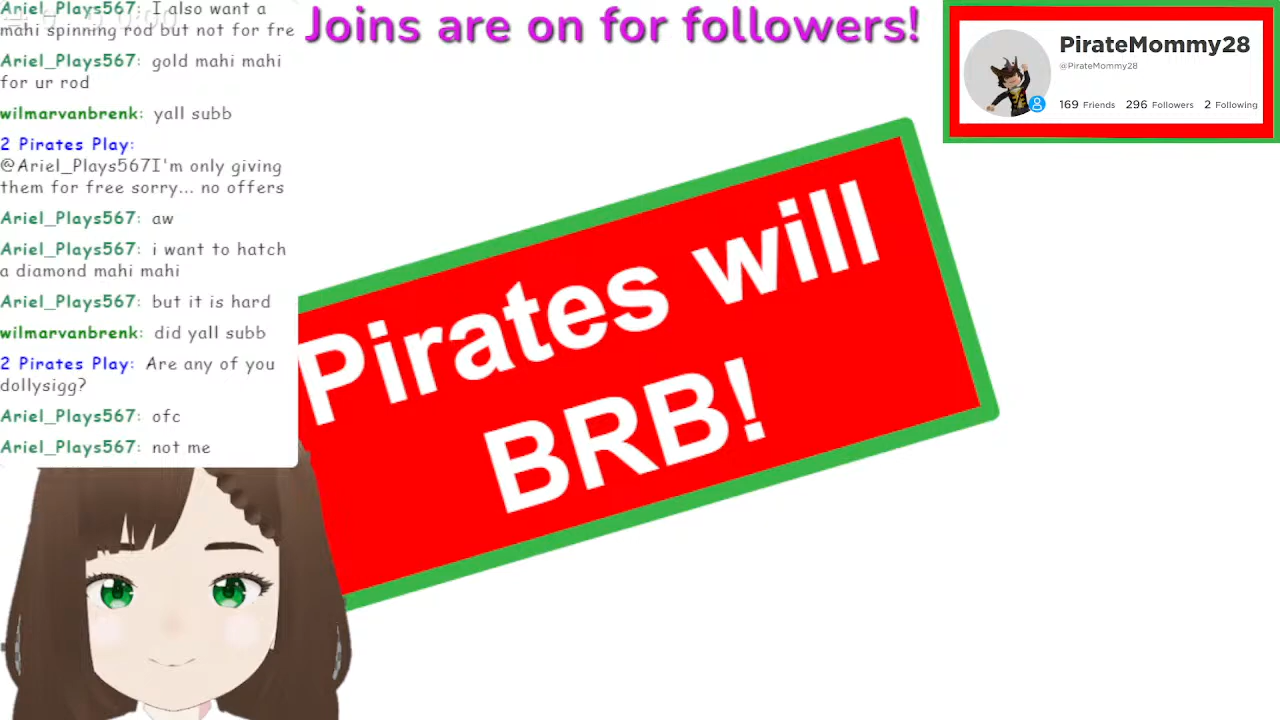 Ariel_Plays567: I also want a
mahi spinning rod but not for fre
Ariel_Plays567: gold mahi mahi
for ur rod
wilmarvanbrenk: yall subb
2 Pirates Play:
@Ariel_Plays567I'm only giving
them for free sorry... no offers
Ariel_Plays567: aw
Ariel_Plays567: i want to hatch
a diamond mahi mahi
Ariel_Plays567: but it is hard
wilmarvanbrenk: did yall subb
2 Pirates Play: Are any of you
dollysigg?
Ariel_Plays567: ofc
Ariel_Plays567: not me
Joins are on for followers!
PirateMommy28
@PirateMommy28
169 Friends 296 Followers 2 Following
Pirates will
BRB!